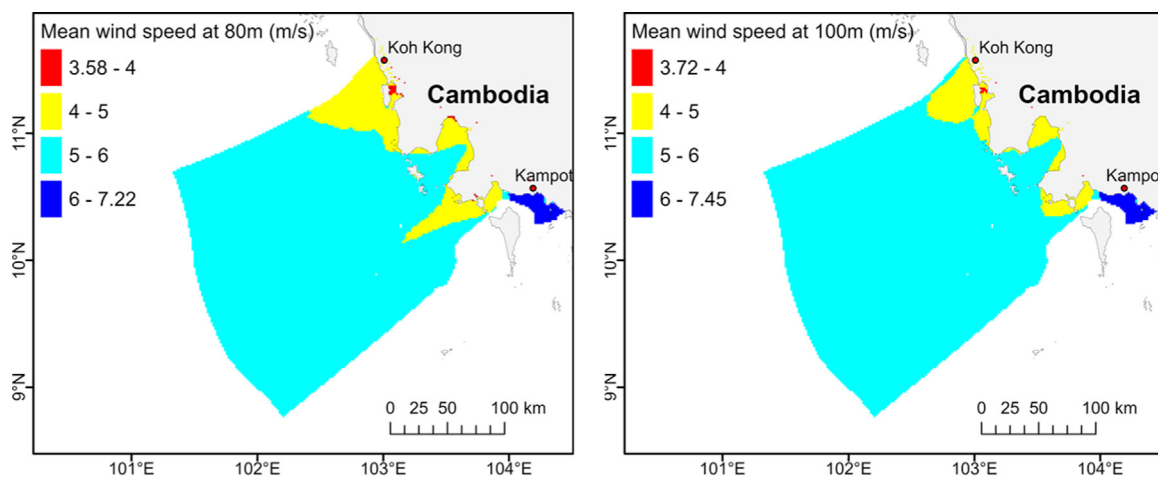 Mean wind speed at 80m (m/s)
3.58 - 4
4 - 5
5 - 6
6 - 7.22
Koh Kong
Cambodia
Kampot
11°N
10°N
9°N
0 25 50 100 km
101°E 102°E 103°E 104°E
Mean wind speed at 100m (m/s)
3.72 - 4
4 - 5
5 - 6
6 - 7.45
Koh Kong
Cambodia
Kampot
11°N
10°N
9°N
0 25 50 100 km
101°E 102°E 103°E 104°E